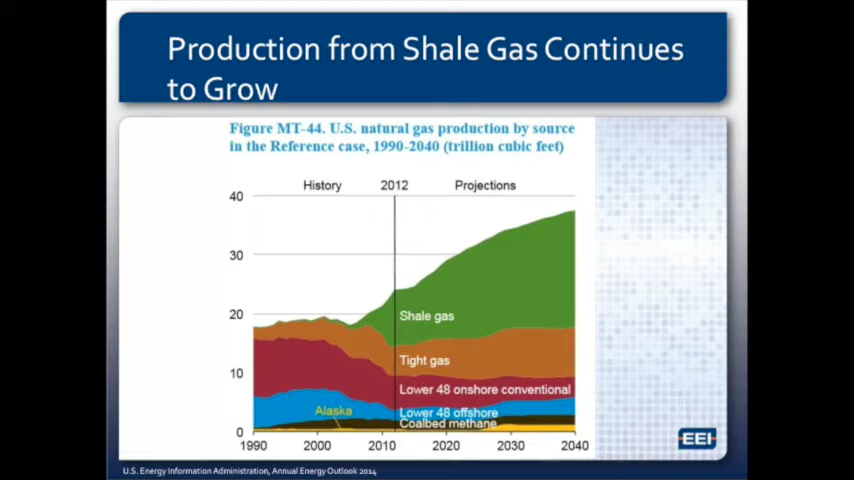 Production from Shale Gas Continues
to Grow
Figure MT-44. U.S. natural gas production by source
in the Reference case, 1990-2040 (trillion cubic feet)
History 2012 Projections
40
30
20
Shale gas
Tight gas
10
Lower 48 onshore conventional
Alaska
Lower 48 offshore
Coalbed methane
0
1990 2000 2010 2020 2030 2040
EEI
U.S. Energy Information Administration, Annual Energy Outlook 2014